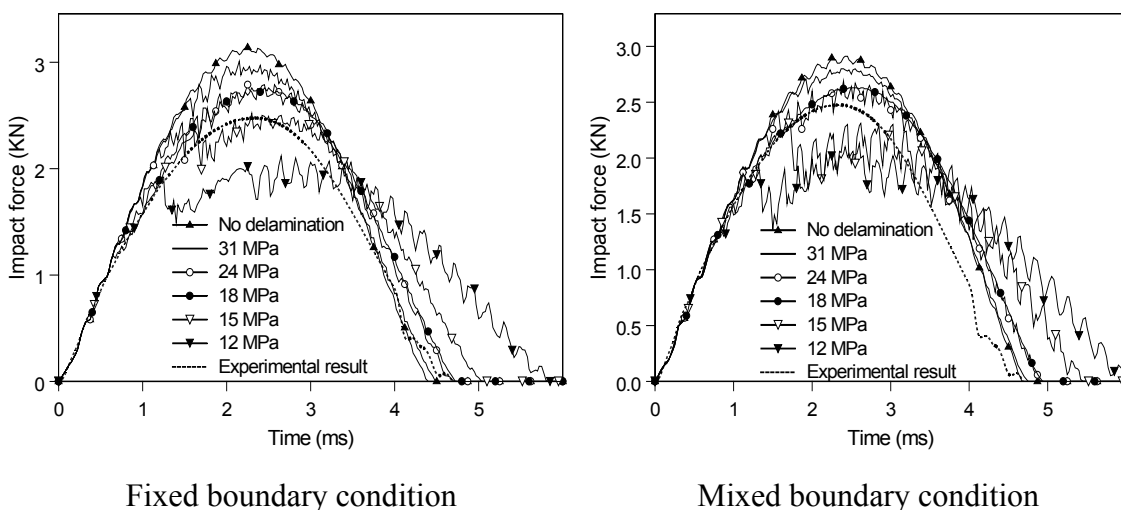 Impact force (KN)
3
2
1
0
No delamination
31 MPa
24 MPa
18 MPa
15 MPa
12 MPa
Experimental result
0 1 2 3 4 5
Time (ms)
Fixed boundary condition
Impact force (KN)
3.0
2.5
2.0
1.5
1.0
0.5
0.0
No delamination
31 MPa
24 MPa
18 MPa
15 MPa
12 MPa
Experimental result
0 1 2 3 4 5
Time (ms)
Mixed boundary condition